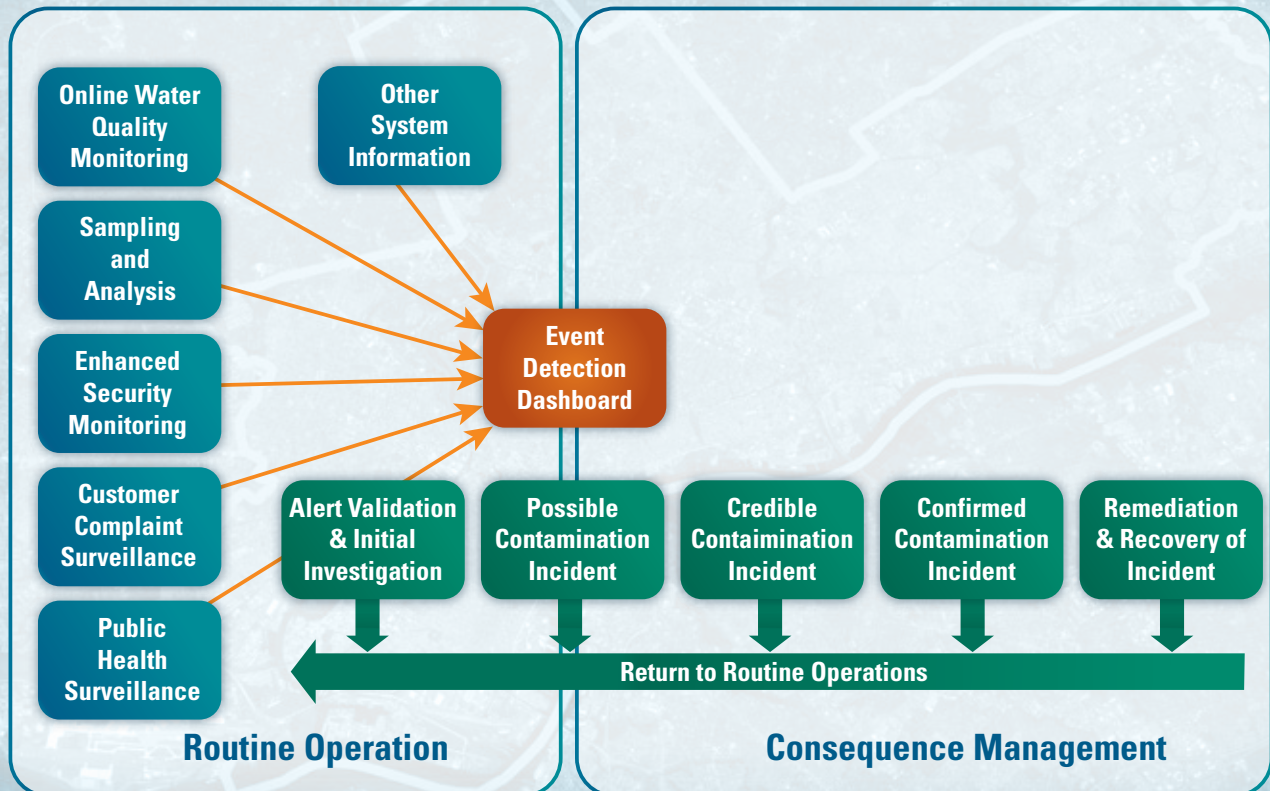 Online Water
Quality
Monitoring
Other
System
Information
Sampling
and
Analysis
Enhanced
Security
Monitoring
Event
Detection
Dashboard
Customer
Complaint
Surveillance
Public
Health
Surveillance
Alert Validation
& Initial
Investigation
Possible
Contamination
Incident
Credible
Contaimination
Incident
Confirmed
Contamination
Incident
Remediation
& Recovery of
Incident
Return to Routine Operations
Routine Operation
Consequence Management